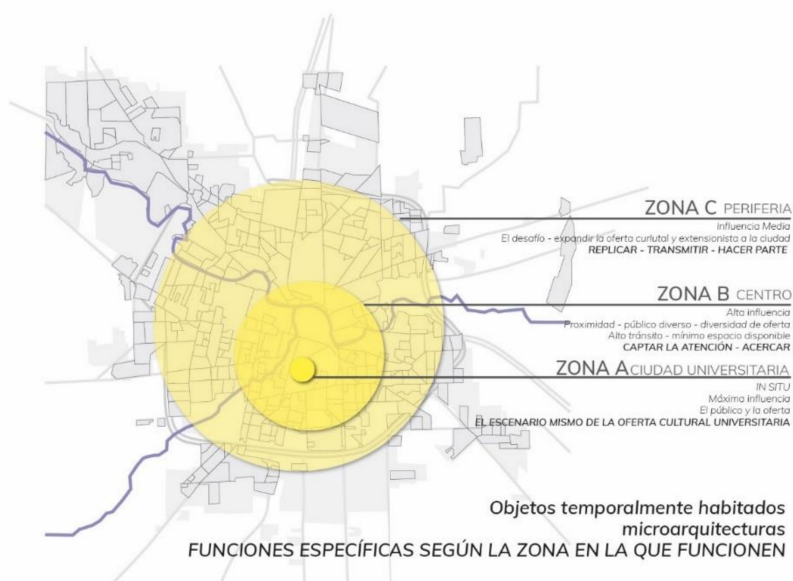 ZONA C PERIFERIA
Influencia Media
El desafío - expandir la oferta curlutal y extensionista a la ciudad
REPLICAR - TRANSMITIR - HACER PARTE
ZONA B CENTRO
Alta influencia
Proximidad - público diverso - diversidad de oferta
Alto tránsito - mínimo espacio disponible
CAPTAR LA ATENCIÓN - ACERCAR
ZONA A CIUDAD UNIVERSITARIA
IN SITU
Máxima influencia
El público y la oferta
EL ESCENARIO MISMO DE LA OFERTA CULTURAL UNIVERSITARIA
Objetos temporalmente habitados
microarquitecturas
FUNCIONES ESPECÍFICAS SEGÚN LA ZONA EN LA QUE FUNCIONEN